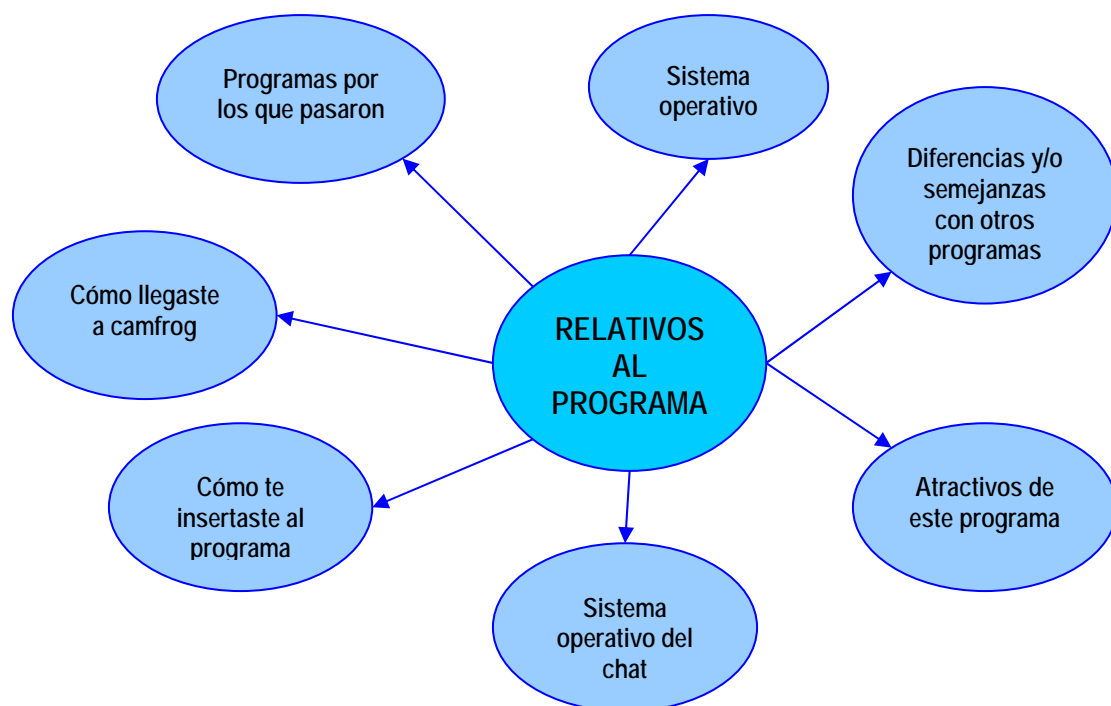 Programas por
los que pasaron
Sistema
operativo
Diferencias y/o
semejanzas
con otros
programas
Cómo llegaste
a camfrog
RELATIVOS
AL
PROGRAMA
Cómo te
insertaste al
programa
Atractivos de
este programa
Sistema
operativo del
chat